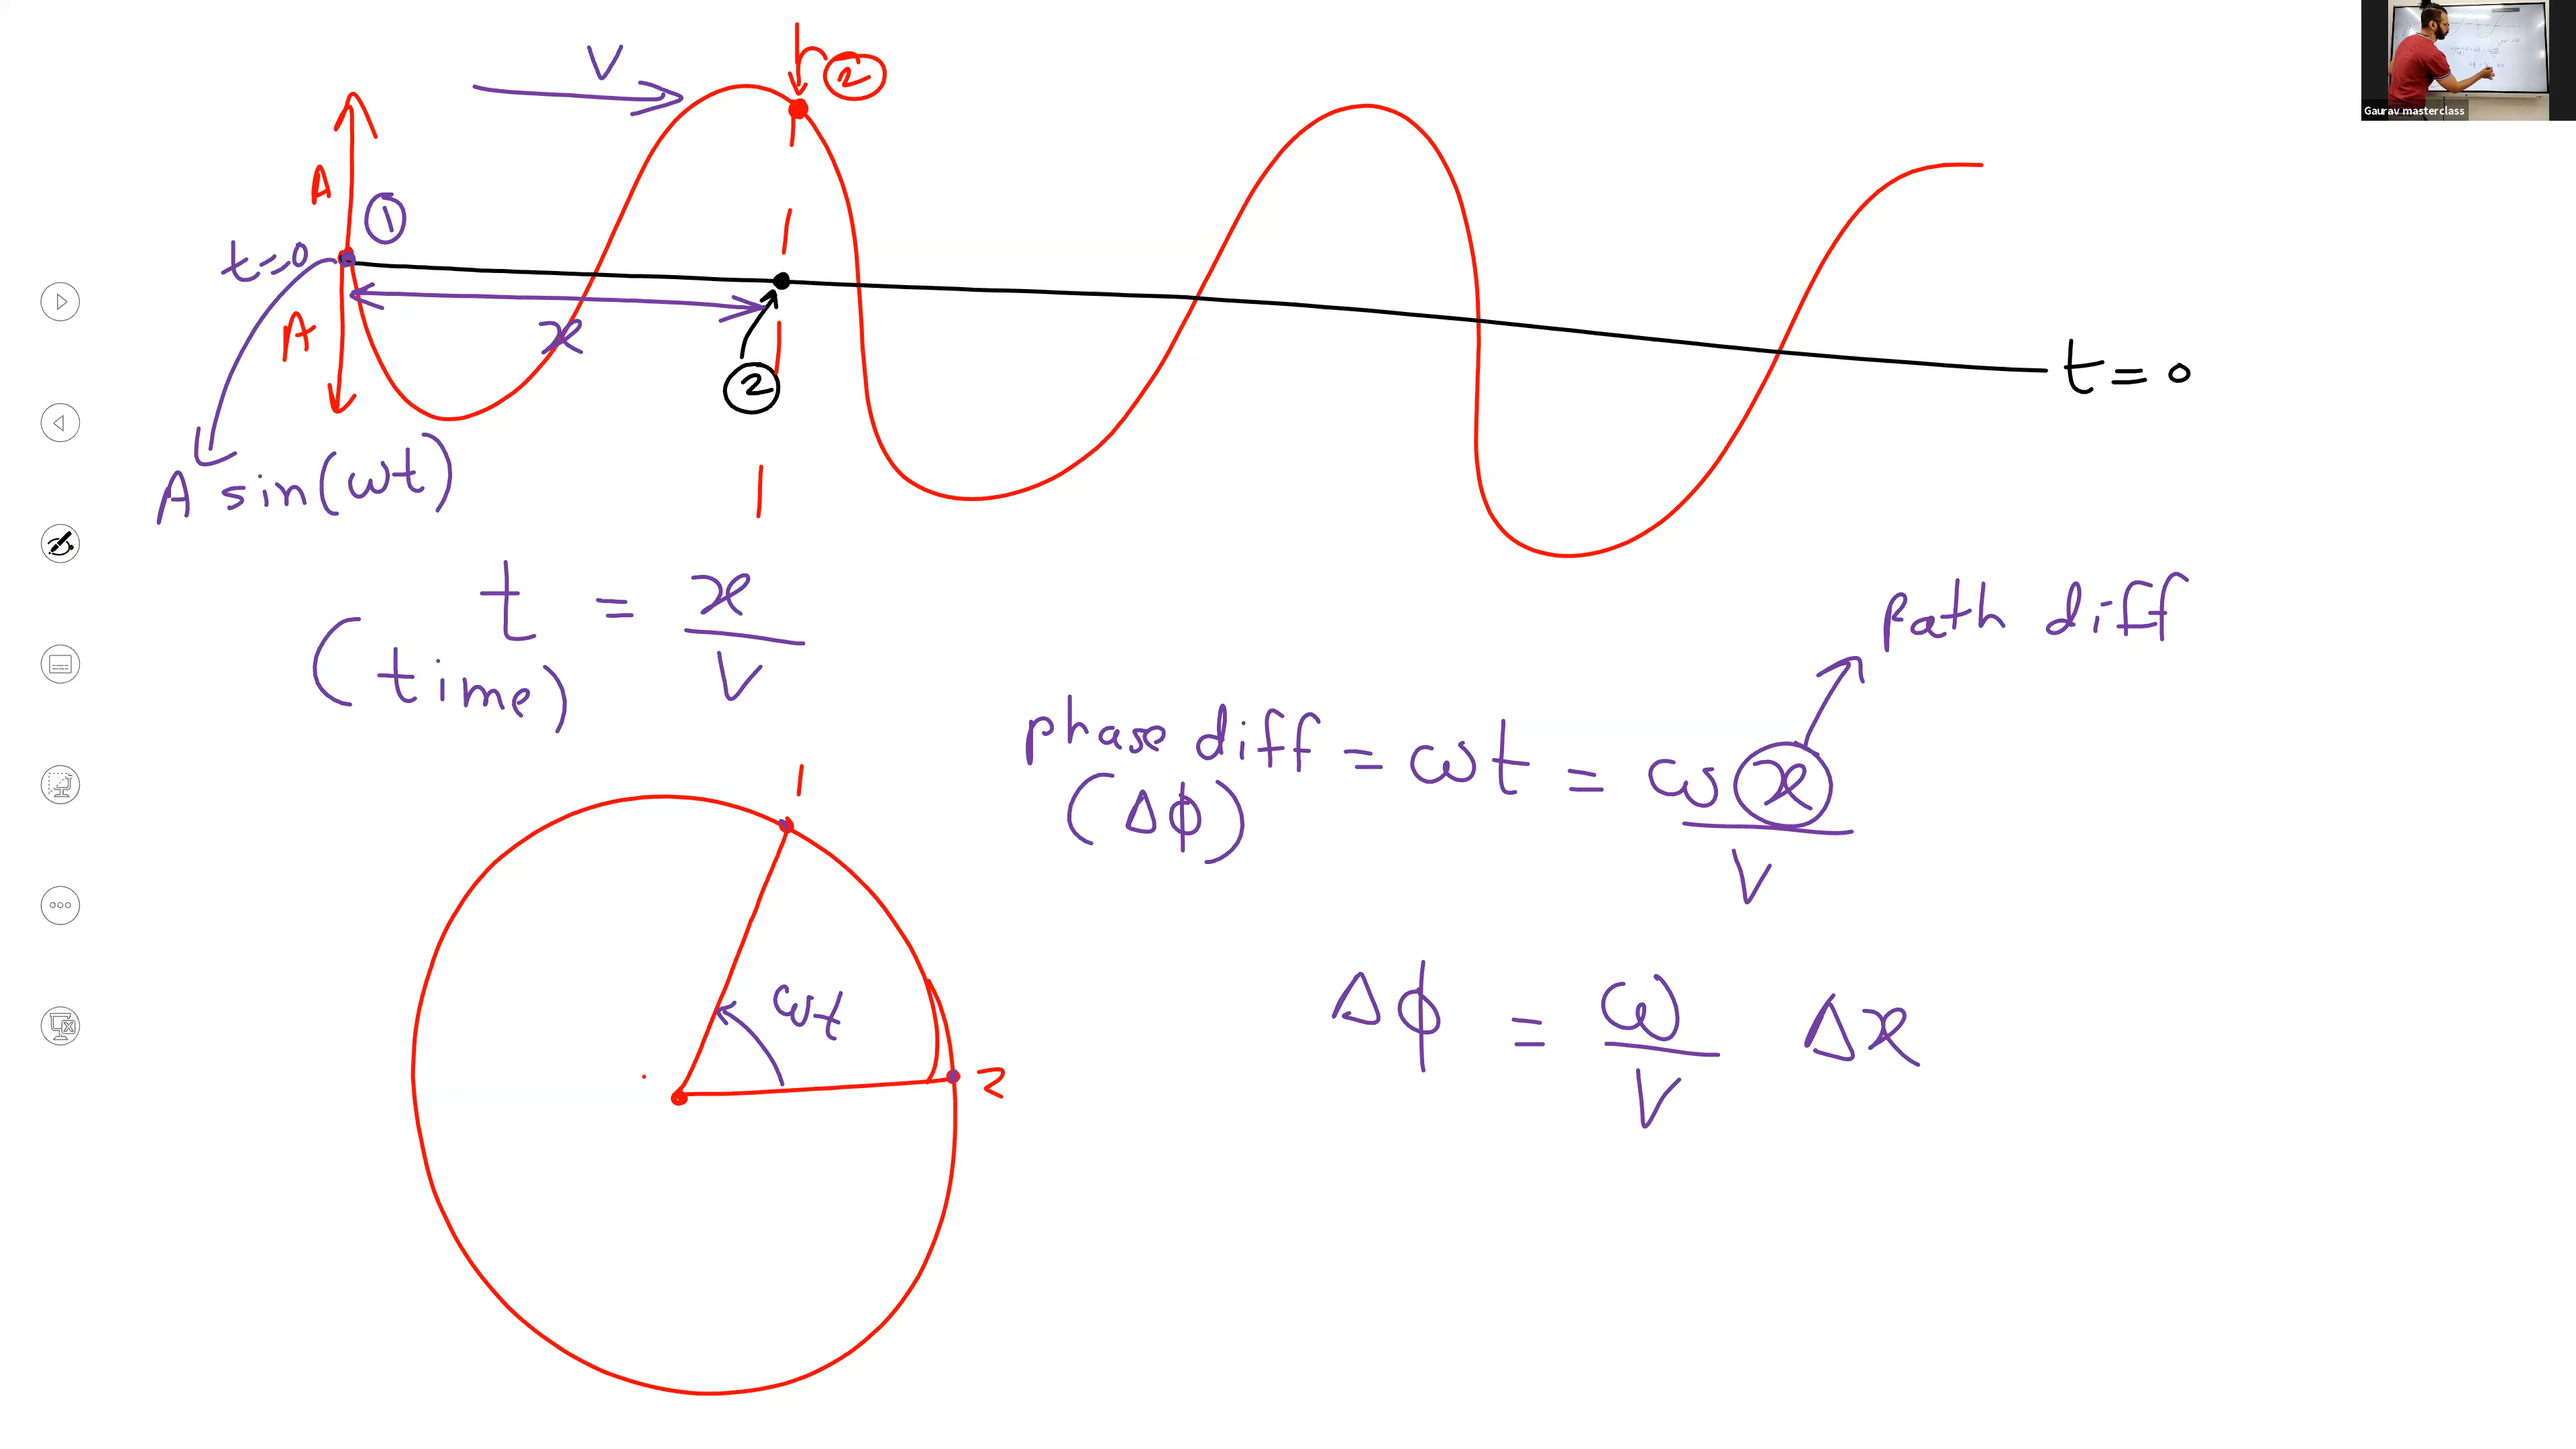 V
②
A
①
t=0
x
A
②
t = 0
A sin(ωt)
t = x/V
(time)
Path diff
phase diff = ωt = ωx/V
(Δϕ)
1
ωt
2
Δϕ = ω/V Δx
Gaurav masterclass